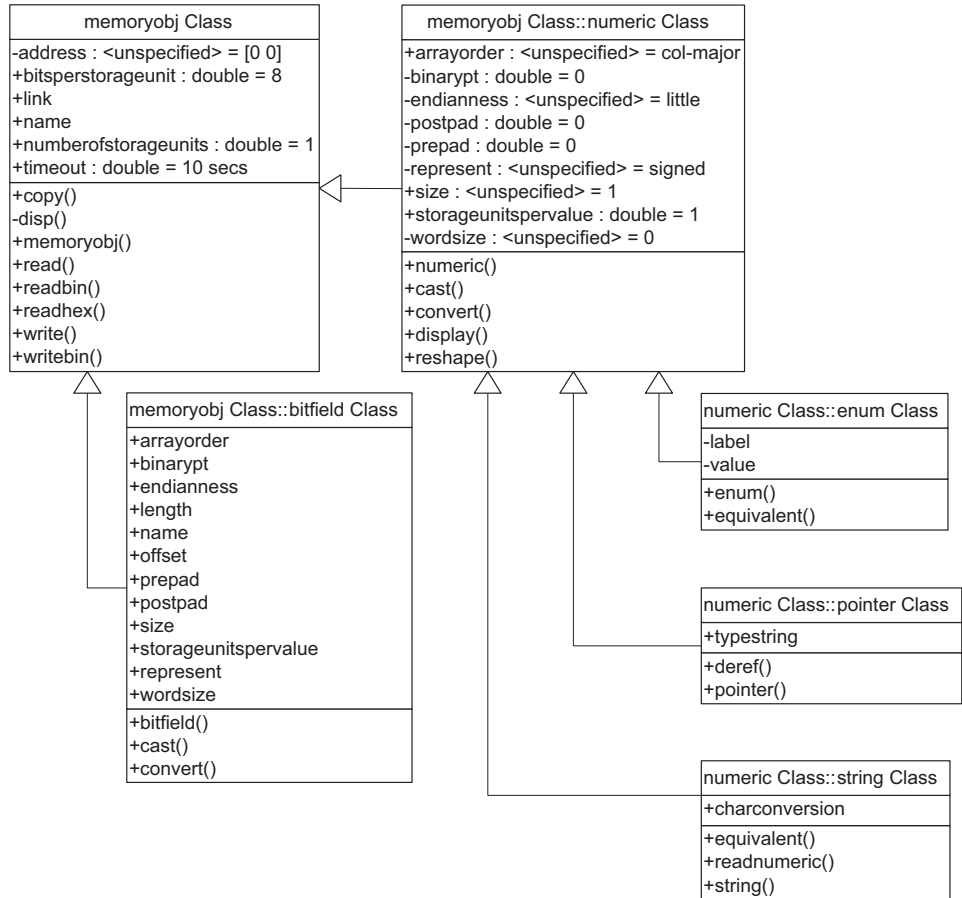 memoryobj Class
-address : <unspecified> = [0 0]
+bitsperstorageunit : double = 8
+link
+name
+numberofstorageunits : double = 1
+timeout : double = 10 secs
+copy()
-disp()
+memoryobj()
+read()
+readbin()
+readhex()
+write()
+writebin()
memoryobj Class::numeric Class
+arrayorder : <unspecified> = col-major
-binarypt : double = 0
-endianness : <unspecified> = little
-postpad : double = 0
-prepad : double = 0
-represent : <unspecified> = signed
+size : <unspecified> = 1
+storageunitspervalue : double = 1
-wordsize : <unspecified> = 0
+numeric()
+cast()
+convert()
+display()
+reshape()
memoryobj Class::bitfield Class
+arrayorder
+binarypt
+endianness
+length
+name
+offset
+prepad
+postpad
+size
+storageunitspervalue
+represent
+wordsize
+bitfield()
+cast()
+convert()
numeric Class::enum Class
-label
-value
+enum()
+equivalent()
numeric Class::pointer Class
+typestring
+deref()
+pointer()
numeric Class::string Class
+charconversion
+equivalent()
+readnumeric()
+string()